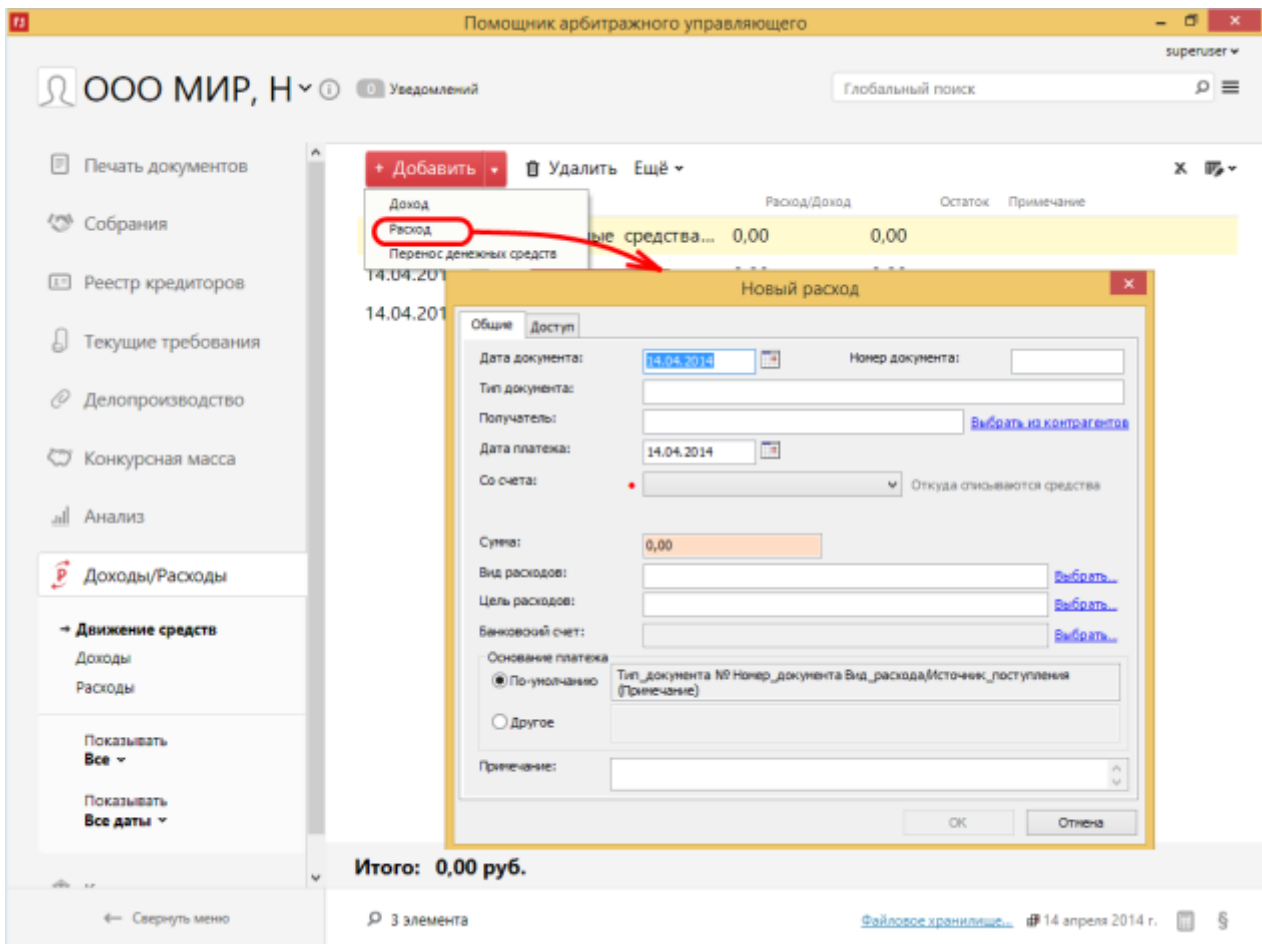 Помощник арбитражного управляющего
superuser
ООО МИР, Н
0 Уведомлений
Глобальный поиск
Печать документов
Собрания
Реестр кредиторов
Текущие требования
Делопроизводство
Конкурсная масса
Анализ
Доходы/Расходы
→ Движение средств
Доходы
Расходы
Показывать
Все
Показывать
Все даты
← Свернуть меню
+ Добавить
Удалить
Ещё
Доход
Расход
Перенос денежных средств
Расход/Доход
Остаток
Примечание
ные средства... 0,00 0,00
14.04.201
14.04.201
Новый расход
Общие
Доступ
Дата документа: 14.04.2014
Номер документа:
Тип документа:
Получатель:
Выбрать из контрагентов
Дата платежа: 14.04.2014
Со счета:
Откуда списываются средства
Сумма: 0,00
Вид расходов:
Выбрать...
Цель расходов:
Выбрать...
Банковский счет:
Выбрать...
Основание платежа
По-умолчанию
Тип_документа № Номер_документа Вид_расхода/Источник_поступления
(Примечание)
Другое
Примечание:
OK
Отмена
Итого: 0,00 руб.
3 элемента
Файловое хранилище...
14 апреля 2014 г.
§